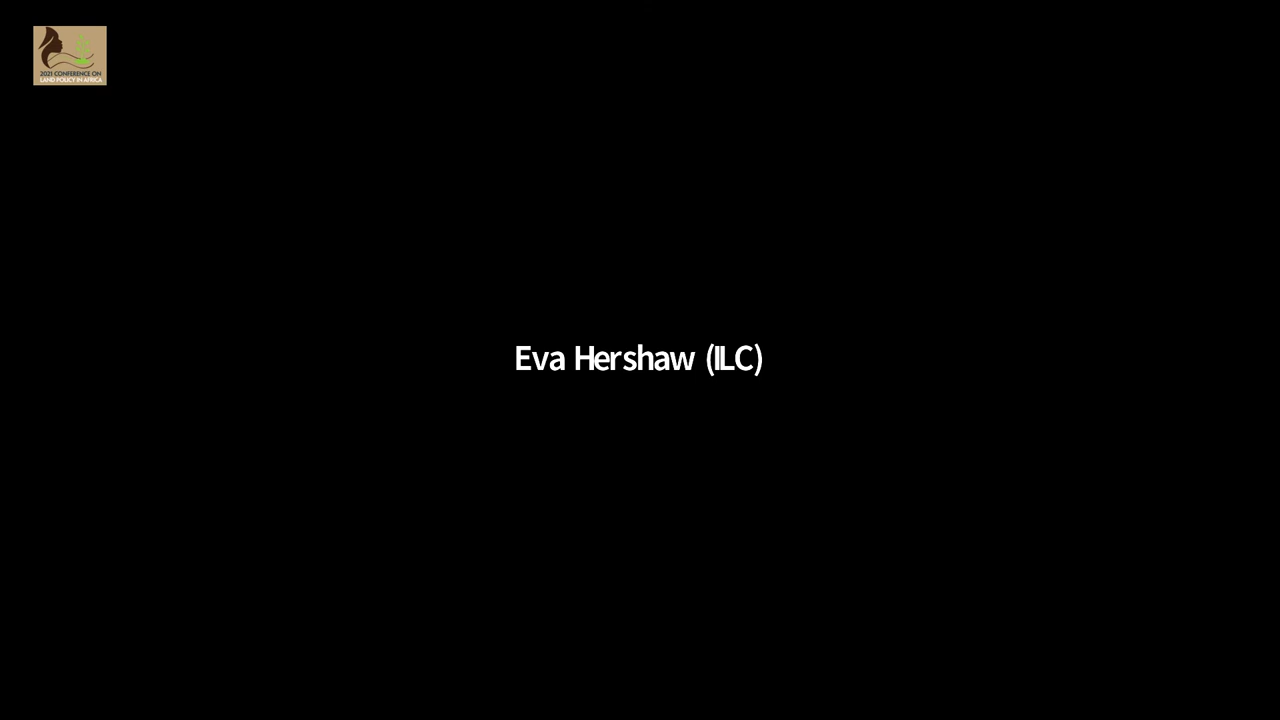 2021 CONFERENCE ON
LAND POLICY IN AFRICA
Eva Hershaw (ILC)